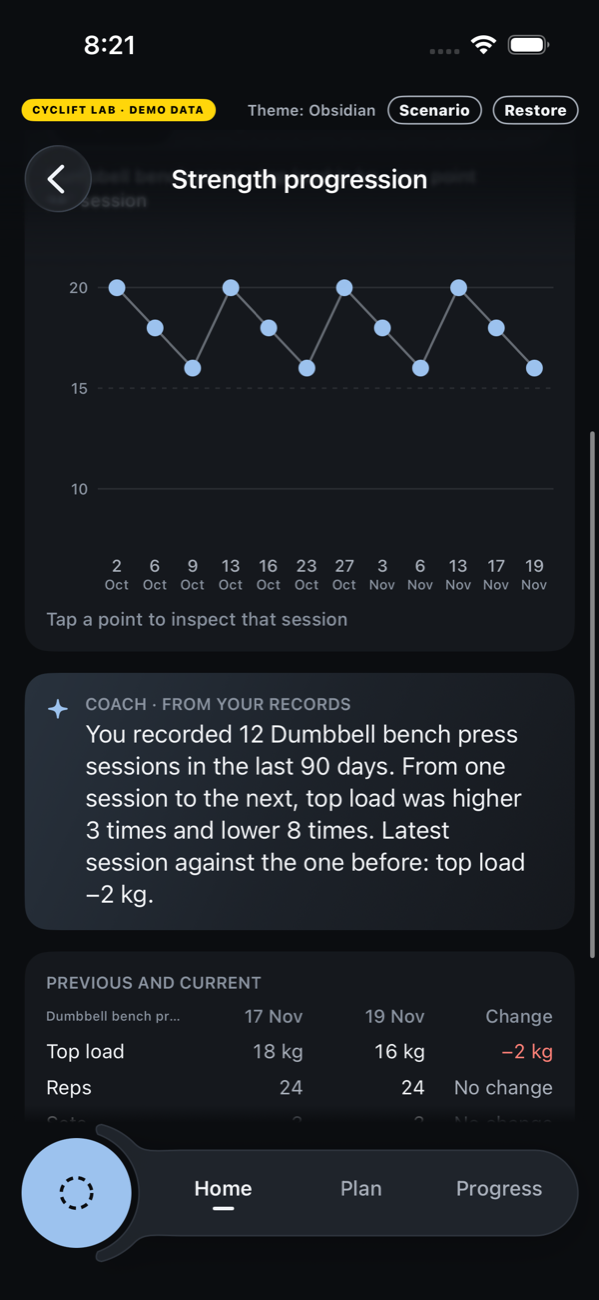 8:21
CYCLIFT LAB · DEMO DATA
Theme: Obsidian
Scenario
Restore
Strength progression
session
20
15
10
2 6 9 13 16 23 27 3 6 13 17 19
Oct Oct Oct Oct Oct Oct Oct Nov Nov Nov Nov Nov
Tap a point to inspect that session
COACH · FROM YOUR RECORDS
You recorded 12 Dumbbell bench press
sessions in the last 90 days. From one
session to the next, top load was higher
3 times and lower 8 times. Latest
session against the one before: top load
−2 kg.
PREVIOUS AND CURRENT
Dumbbell bench pr... 17 Nov 19 Nov Change
Top load 18 kg 16 kg −2 kg
Reps 24 24 No change
Home
Plan
Progress